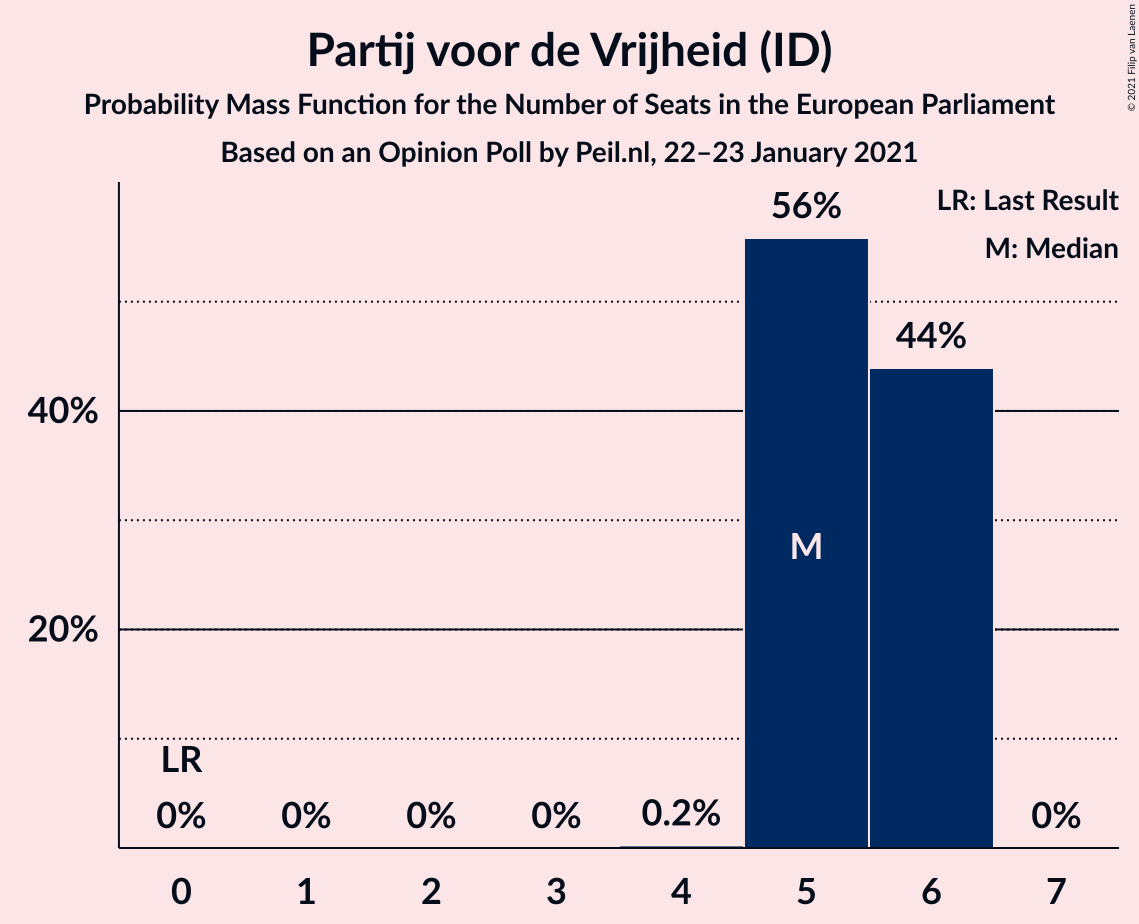 Partij voor de Vrijheid (ID)
Probability Mass Function for the Number of Seats in the European Parliament
Based on an Opinion Poll by Peil.nl, 22–23 January 2021
© 2021 Filip van Laenen
LR: Last Result
M: Median
56%
44%
40%
20%
M
LR
0%
0%
0%
0%
0.2%
0%
0
1
2
3
4
5
6
7